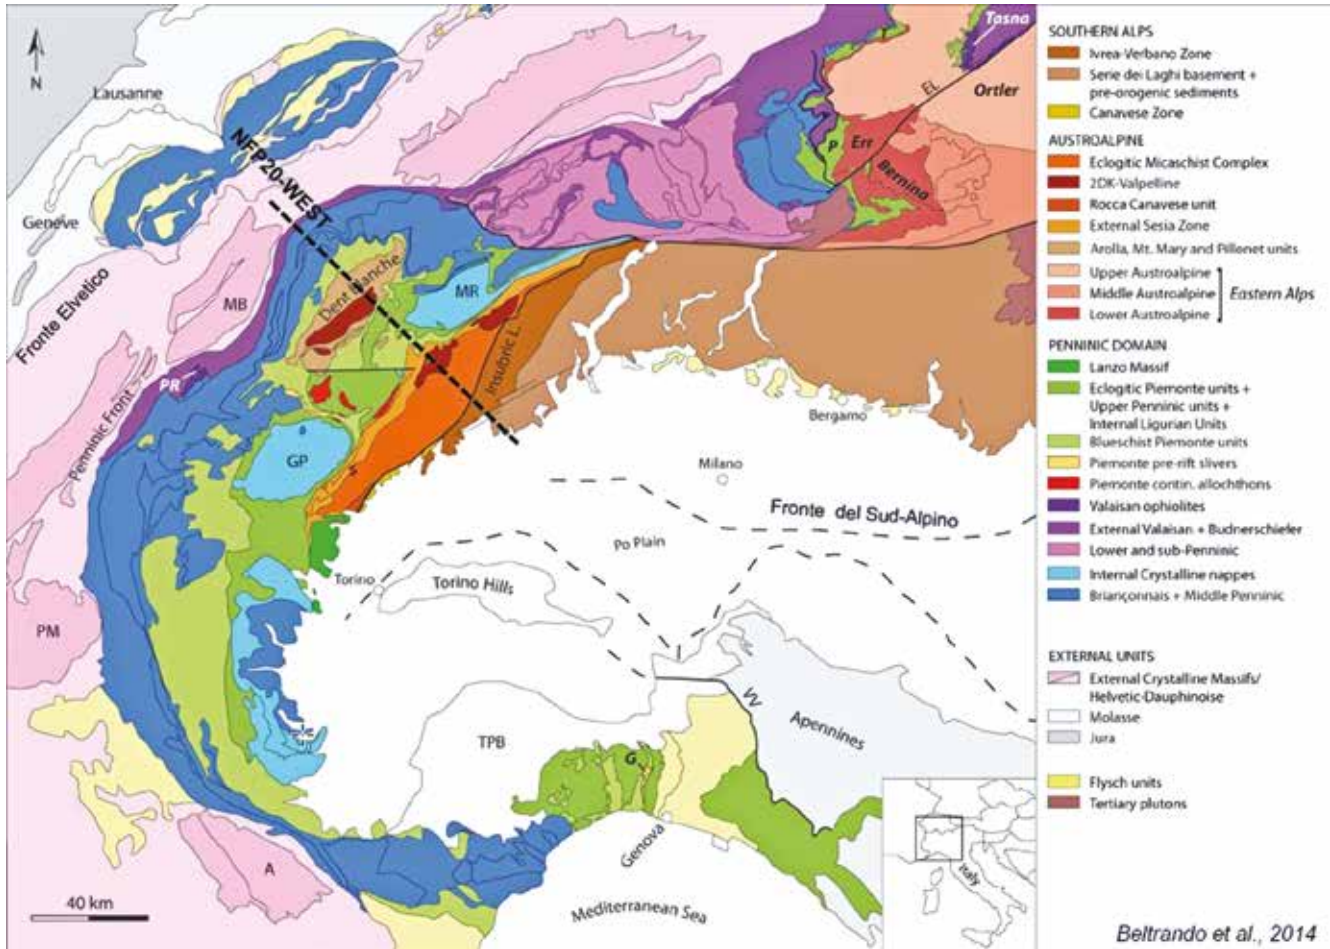 N
Lausanne
Genève
NFP20-WEST
Fronte Elvetico
Penninic Front
MB
PR
Dent Blanche
MR
GP
PM
A
Insubric L.
Tasna
Ortler
EL
P
Err
Bernina
Bergamo
Milano
Fronte del Sud-Alpino
Po Plain
Torino
Torino Hills
TPB
VV
Apennines
G
Genova
Mediterranean Sea
40 km
Italy
SOUTHERN ALPS
Ivrea-Verbano Zone
Serie dei Laghi basement +
pre-orogenic sediments
Canavese Zone
AUSTROALPINE
Eclogitic Micaschist Complex
2DK-Valpelline
Rocca Canavese unit
External Sesia Zone
Arolla, Mt. Mary and Pillonet units
Upper Austroalpine
Middle Austroalpine
Lower Austroalpine
Eastern Alps
PENNINIC DOMAIN
Lanzo Massif
Eclogitic Piemonte units +
Upper Penninic units +
Internal Ligurian Units
Blueschist Piemonte units
Piemonte pre-rift slivers
Piemonte contin. allochthons
Valaisan ophiolites
External Valaisan + Budnerschiefer
Lower and sub-Penninic
Internal Crystalline nappes
Briançonnais + Middle Penninic
EXTERNAL UNITS
External Crystalline Massifs/
Helvetic-Dauphinoise
Molasse
Jura
Flysch units
Tertiary plutons
Beltrando et al., 2014